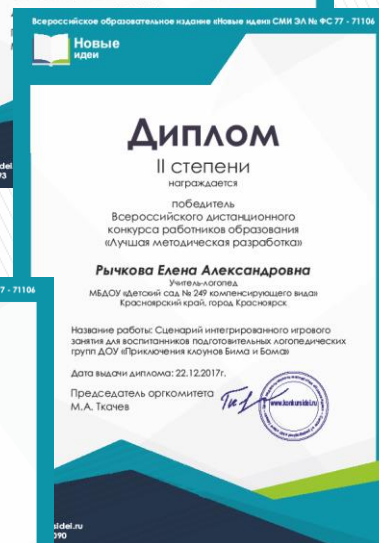 Всероссийское образовательное издание «Новые идеи» СМИ ЭЛ № ФС 77 - 71106
Новые
идеи
Диплом
II степени
награждается
победитель
Всероссийского дистанционного
конкурса работников образования
«Лучшая методическая разработка»
Рычкова Елена Александровна
Учитель-логопед
МБДОУ «Детский сад № 249 компенсирующего вида»
Красноярский край, город Красноярск
Название работы: Сценарий интегрированного игрового
занятия для воспитанников подготовительных логопедических
групп ДОУ «Приключения клоунов Бима и Бома»
Дата выдачи диплома: 22.12.2017г.
Председатель оргкомитета
М.А. Ткачев
www.konkursidei.ru
77 - 71106
sidei.ru